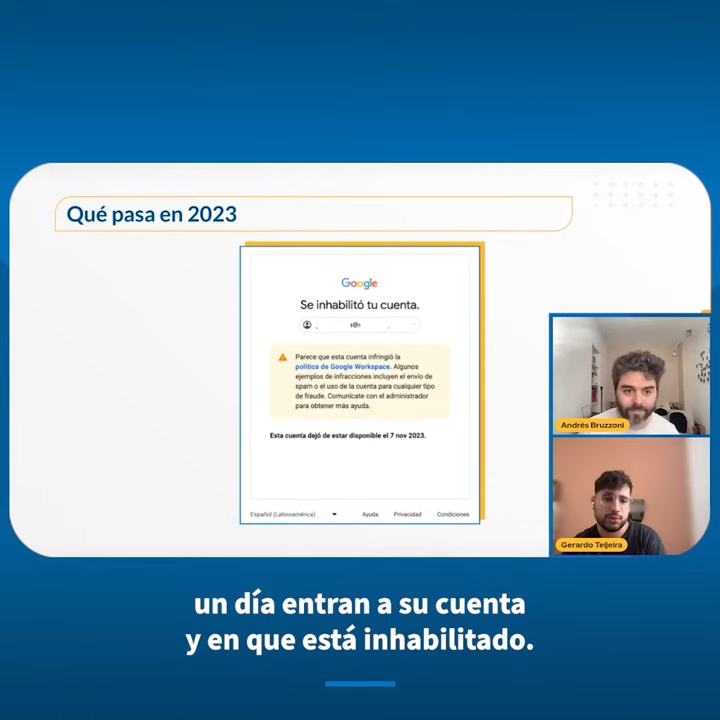 Qué pasa en 2023
Google
Se inhabilitó tu cuenta.
Parece que esta cuenta infringió la
política de Google Workspace. Algunos
ejemplos de infracciones incluyen el envío de
spam o el uso de la cuenta para cualquier tipo
de fraude. Comunícate con el administrador
para obtener más ayuda.
Esta cuenta dejó de estar disponible el 7 nov 2023.
Español (Latinoamérica)
Ayuda
Privacidad
Condiciones
Andrés Bruzzoni
Gerardo Teijeira
un día entran a su cuenta
y en que está inhabilitado.